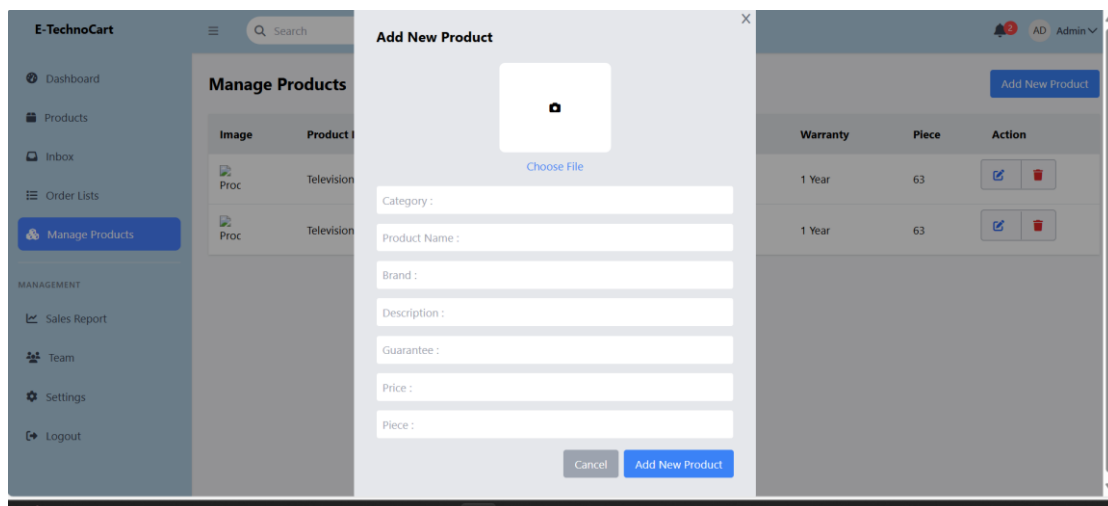 E-TechnoCart
Search
2
AD Admin
Dashboard
Products
Inbox
Order Lists
Manage Products
MANAGEMENT
Sales Report
Team
Settings
Logout
Manage Products
Add New Product
Image Product Warranty Piece Action
Proc Television 1 Year 63
Proc Television 1 Year 63
X
Add New Product
Choose File
Category :
Product Name :
Brand :
Description :
Guarantee :
Price :
Piece :
Cancel Add New Product